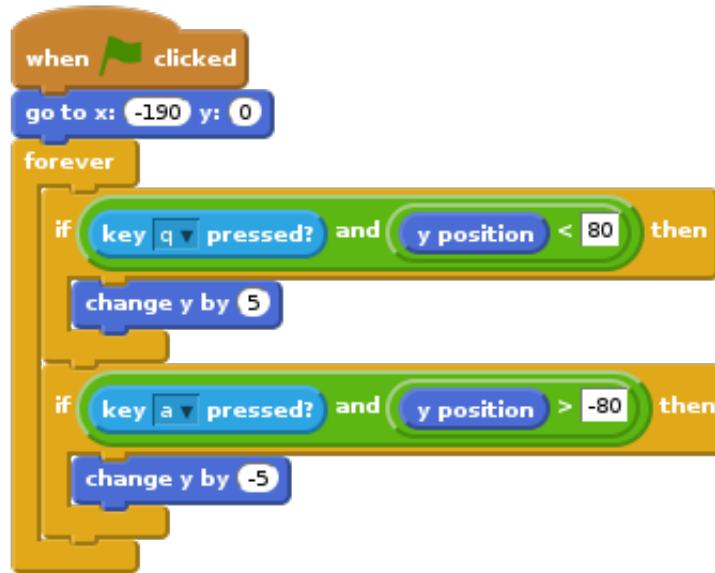 when clicked
go to x: -190 y: 0
forever
if key q pressed? and y position < 80 then
change y by 5
if key a pressed? and y position > -80 then
change y by -5